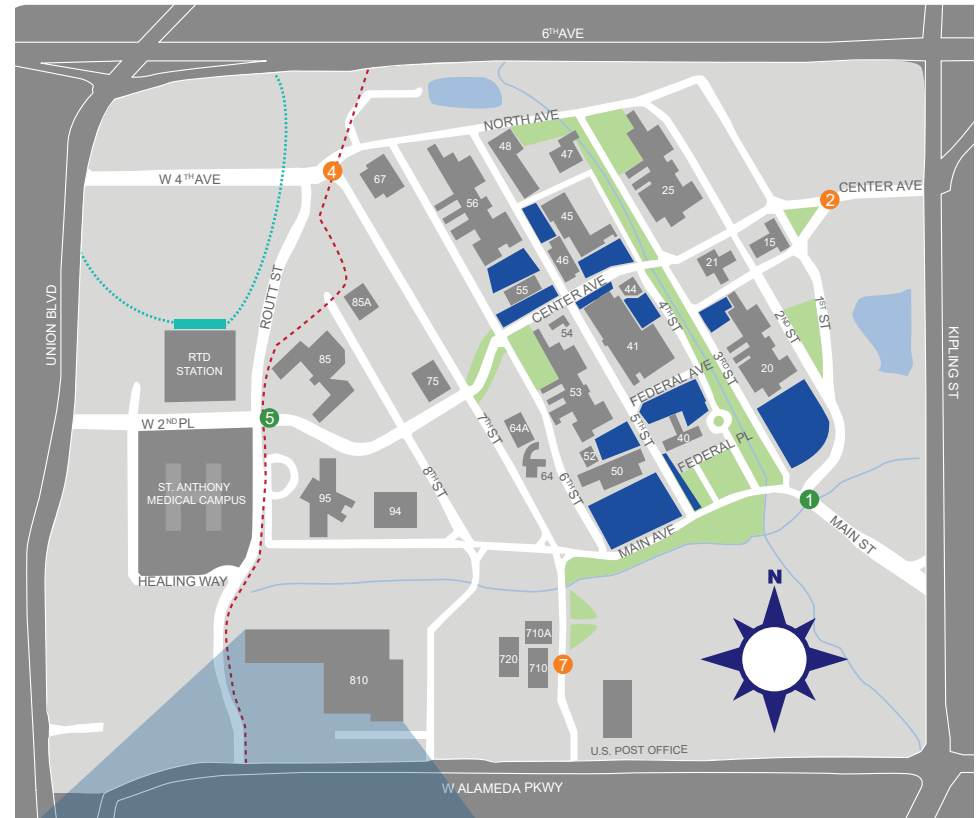 6TH AVE
NORTH AVE
48
47
67
4
W 4TH AVE
56
25
CENTER AVE
2
45
15
46
21
UNION BLVD
ROUTT ST
55
44
CENTER AVE
4TH ST
2ND ST
1ST ST
85A
54
41
3RD ST
KIPLING ST
RTD
STATION
85
75
53
FEDERAL AVE
20
W 2ND PL
5
7TH ST
64A
5TH ST
40
FEDERAL PL
52
50
64
6TH ST
8TH ST
ST. ANTHONY
MEDICAL CAMPUS
95
94
1
MAIN ST
MAIN AVE
HEALING WAY
N
710A
720
710
7
810
U.S. POST OFFICE
W ALAMEDA PKWY